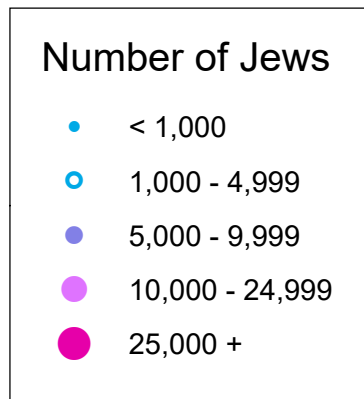 Number of Jews
< 1,000
1,000 - 4,999
5,000 - 9,999
10,000 - 24,999
25,000 +